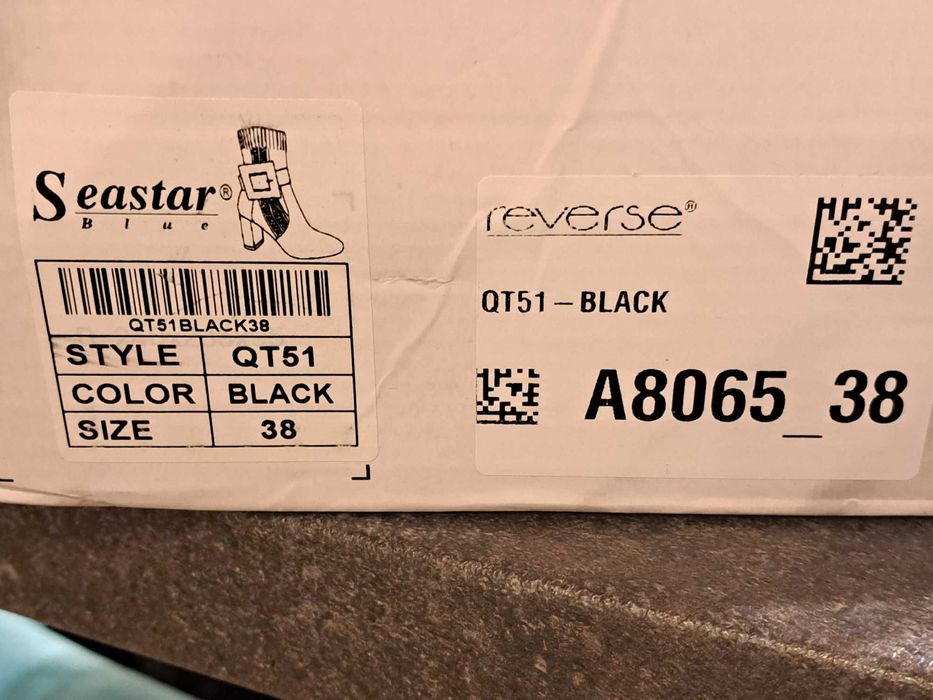 Seastar®
Blue
QT51BLACK38
STYLE QT51
COLOR BLACK
SIZE 38
reverse®
QT51-BLACK
A8065_38